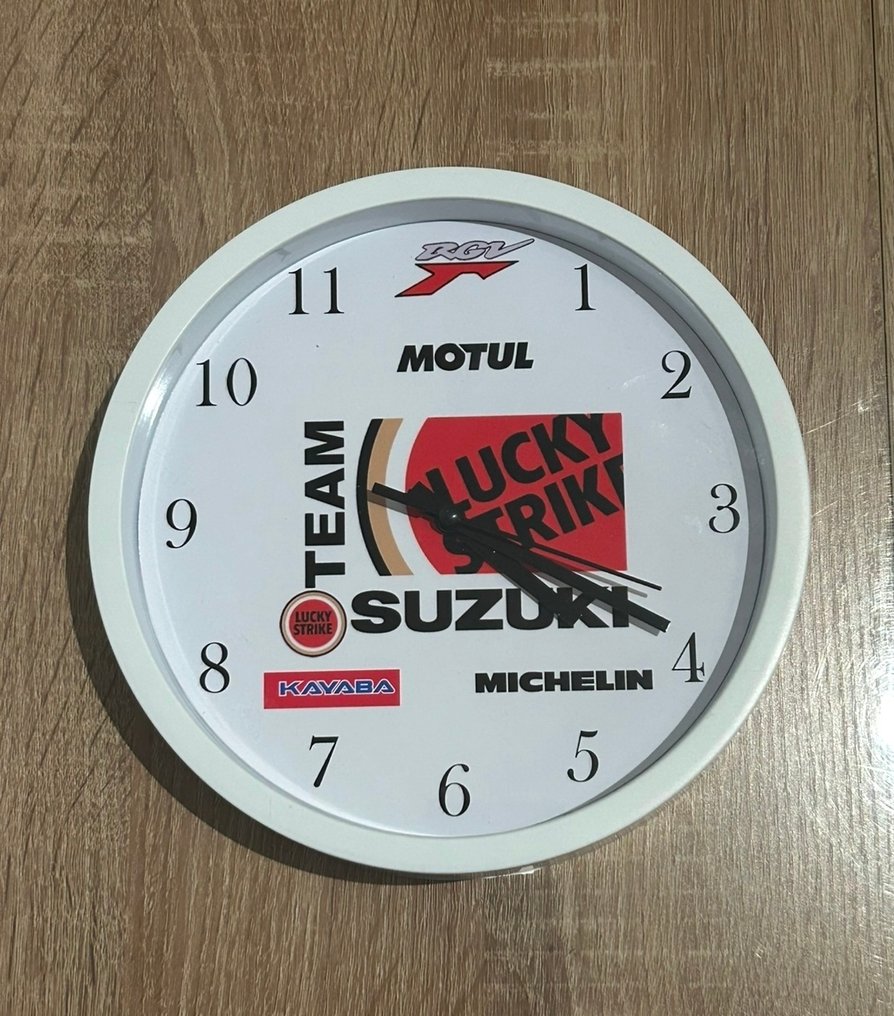 RGV
11
1
MOTUL
10
2
TEAM
LUCKY
STRIKE
9
3
SUZUKI
LUCKY
STRIKE
8
4
KAYABA
MICHELIN
7
5
6